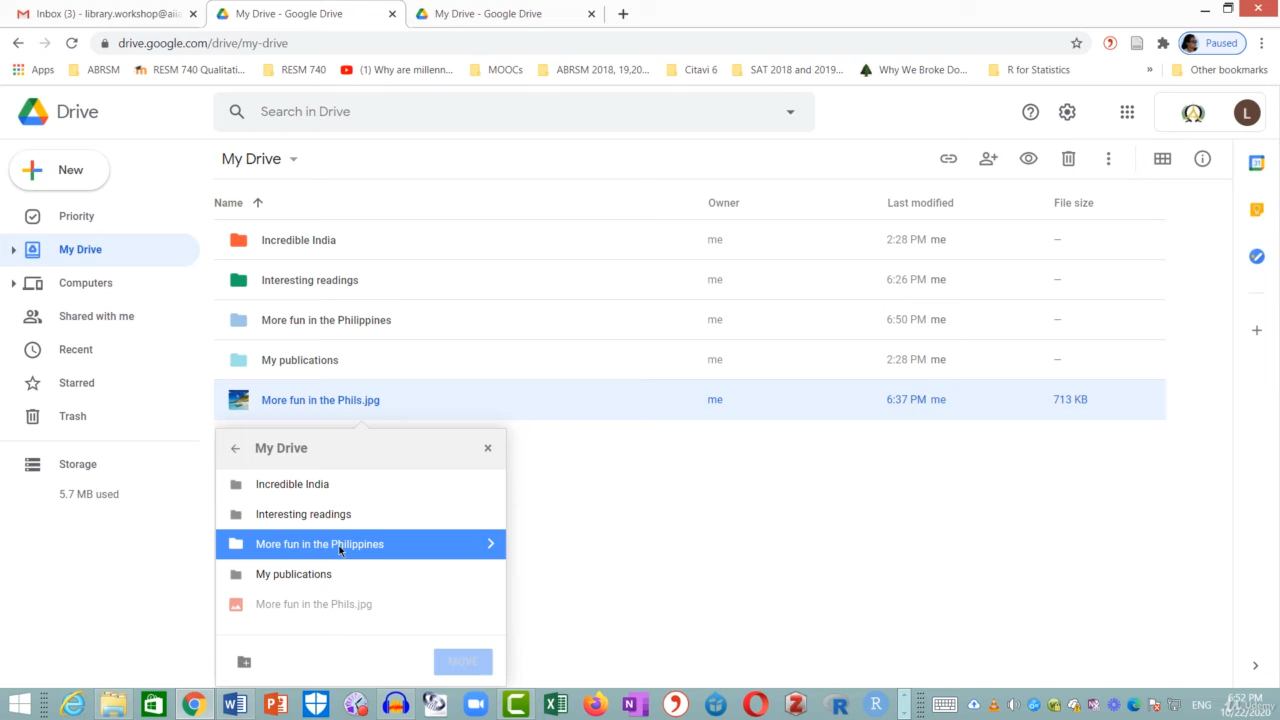 Inbox (3) - library.workshop@aiia
My Drive - Google Drive
My Drive - Google Drive
drive.google.com/drive/my-drive
Paused
Apps
ABRSM
RESM 740 Qualitati...
RESM 740
(1) Why are millenn...
MOOCs
ABRSM 2018, 19,20...
Citavi 6
SAT 2018 and 2019...
Why We Broke Do...
R for Statistics
»
Other bookmarks
Drive
Search in Drive
L
New
My Drive
Priority
My Drive
Computers
Shared with me
Recent
Starred
Trash
Storage
5.7 MB used
Name
Owner
Last modified
File size
Incredible India
me
2:28 PM me
–
Interesting readings
me
6:26 PM me
–
More fun in the Philippines
me
6:50 PM me
–
My publications
me
2:28 PM me
–
More fun in the Phils.jpg
me
6:37 PM me
713 KB
My Drive
Incredible India
Interesting readings
More fun in the Philippines
My publications
More fun in the Phils.jpg
MOVE
31
ENG
6:52 PM
10/22/2020
Udemy